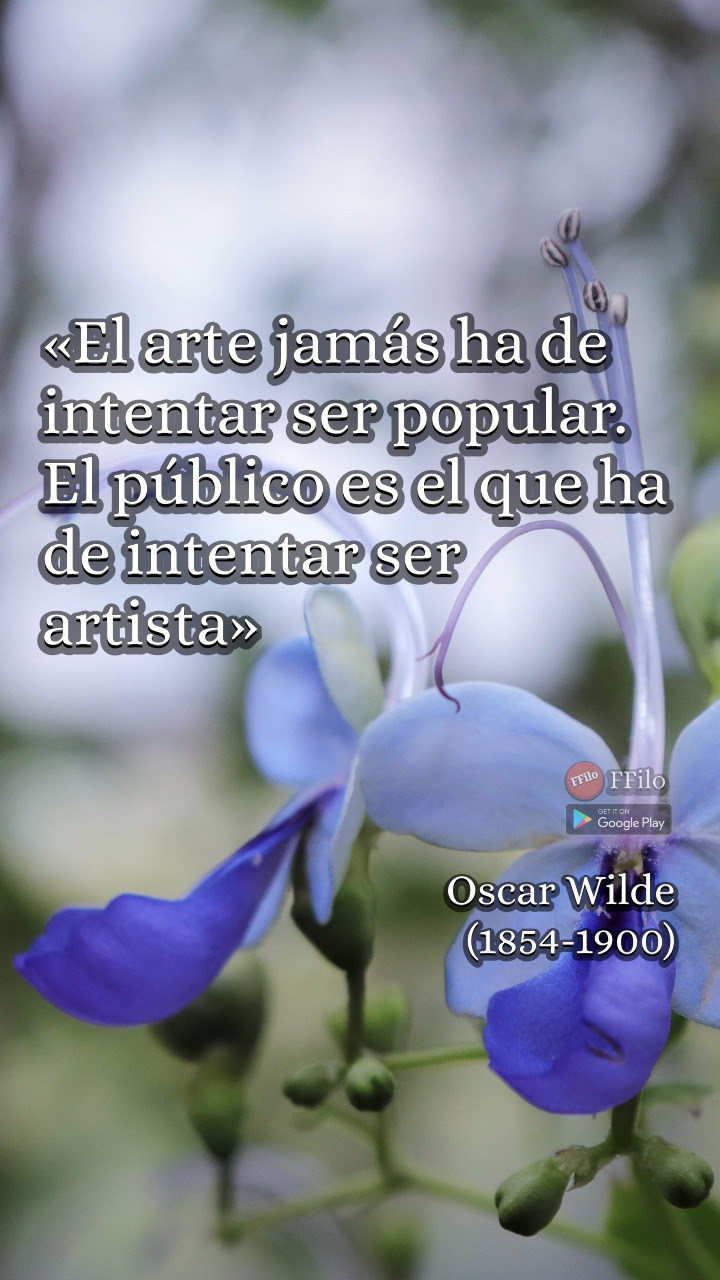 «El arte jamás ha de
intentar ser popular.
El público es el que ha
de intentar ser
artista»
FFilo FFilo
GET IT ON
Google Play
Oscar Wilde
(1854-1900)